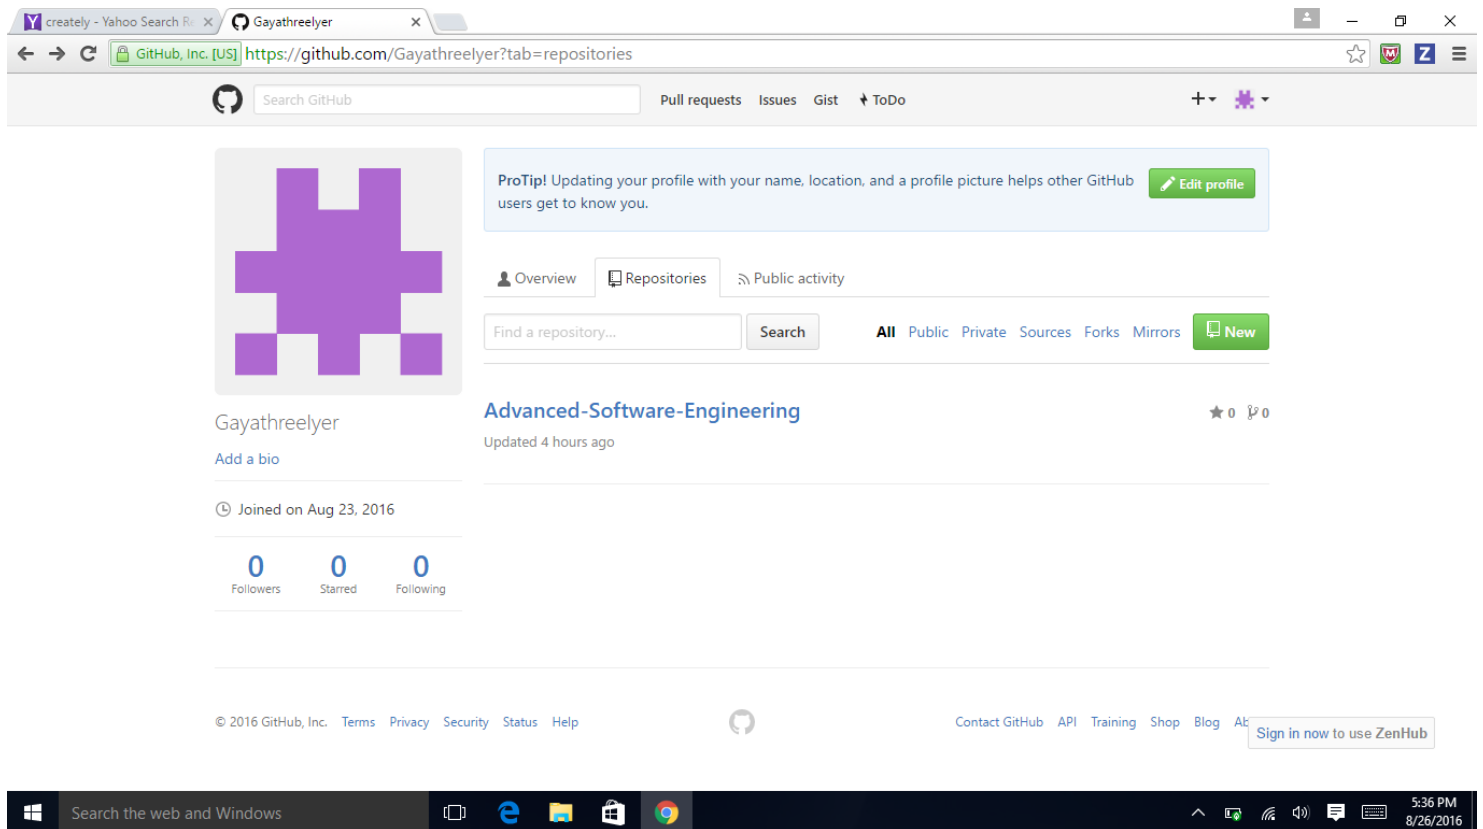 creately - Yahoo Search Re
Gayathreelyer
GitHub, Inc. [US] https://github.com/Gayathreelyer?tab=repositories
Search GitHub
Pull requests Issues Gist ToDo
ProTip! Updating your profile with your name, location, and a profile picture helps other GitHub
users get to know you.
Edit profile
Overview Repositories Public activity
Find a repository... Search All Public Private Sources Forks Mirrors New
Advanced-Software-Engineering 0 0
Updated 4 hours ago
Gayathreelyer
Add a bio
Joined on Aug 23, 2016
0 0 0
Followers Starred Following
© 2016 GitHub, Inc. Terms Privacy Security Status Help Contact GitHub API Training Shop Blog
Sign in now to use ZenHub
Search the web and Windows
5:36 PM
8/26/2016